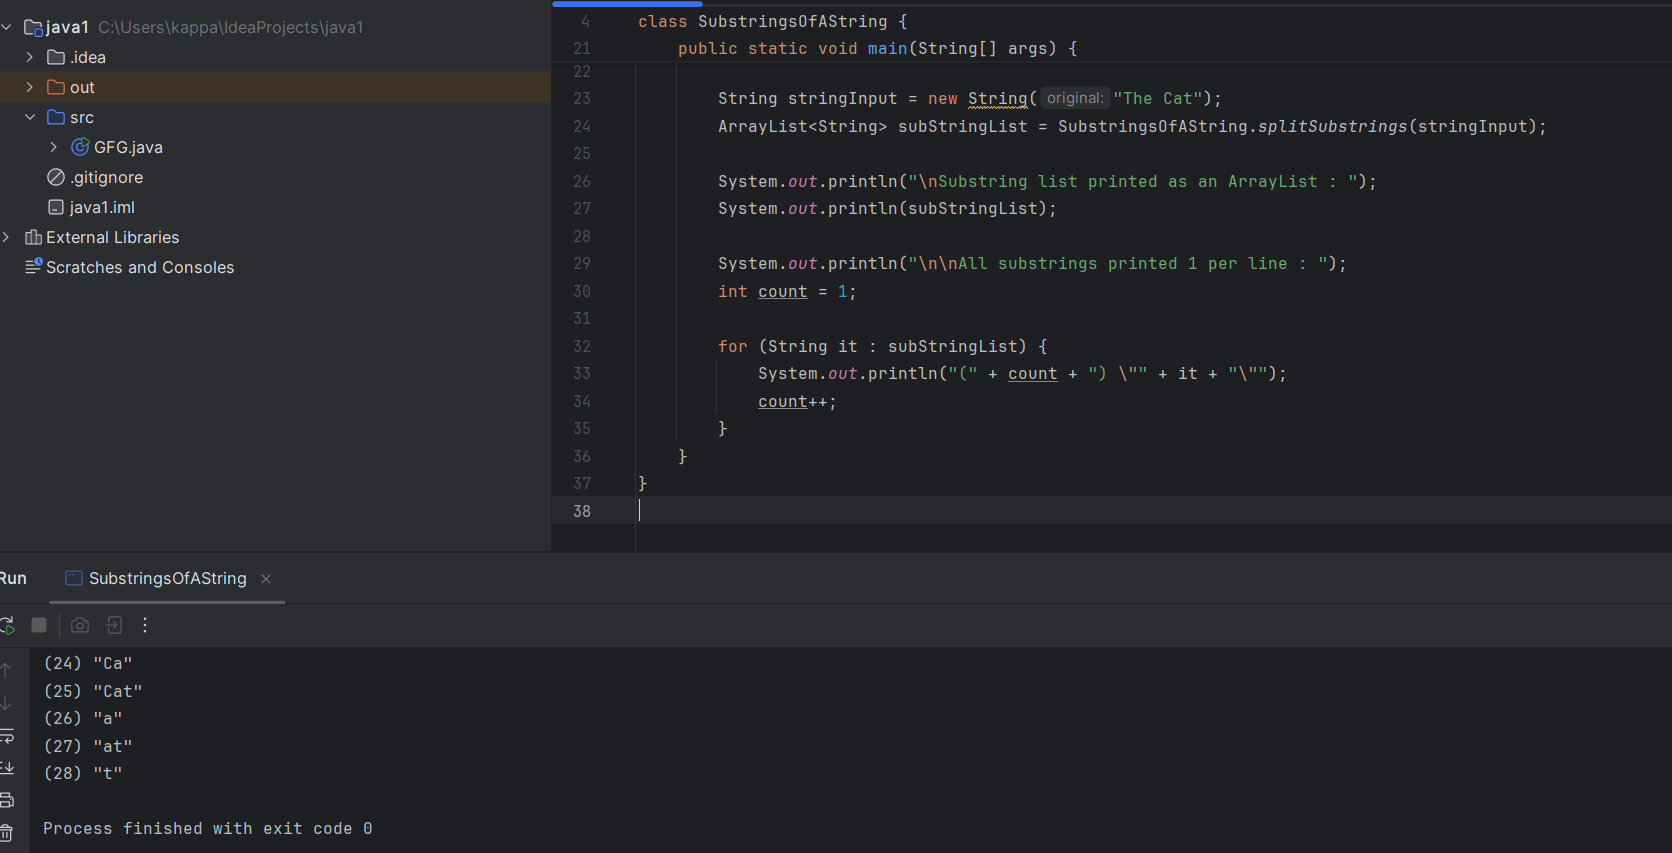 java1 C:\Users\kappa\IdeaProjects\java1
.idea
out
src
GFG.java
.gitignore
java1.iml
External Libraries
Scratches and Consoles
4 class SubstringsOfAString {
21 public static void main(String[] args) {
22
23 String stringInput = new String( original: "The Cat");
24 ArrayList<String> subStringList = SubstringsOfAString.splitSubstrings(stringInput);
25
26 System.out.println("\nSubstring list printed as an ArrayList : ");
27 System.out.println(subStringList);
28
29 System.out.println("\n\nAll substrings printed 1 per line : ");
30 int count = 1;
31
32 for (String it : subStringList) {
33 System.out.println("(" + count + ") \"" + it + "\"");
34 count++;
35 }
36 }
37 }
38
Run SubstringsOfAString
(24) "Ca"
(25) "Cat"
(26) "a"
(27) "at"
(28) "t"
Process finished with exit code 0